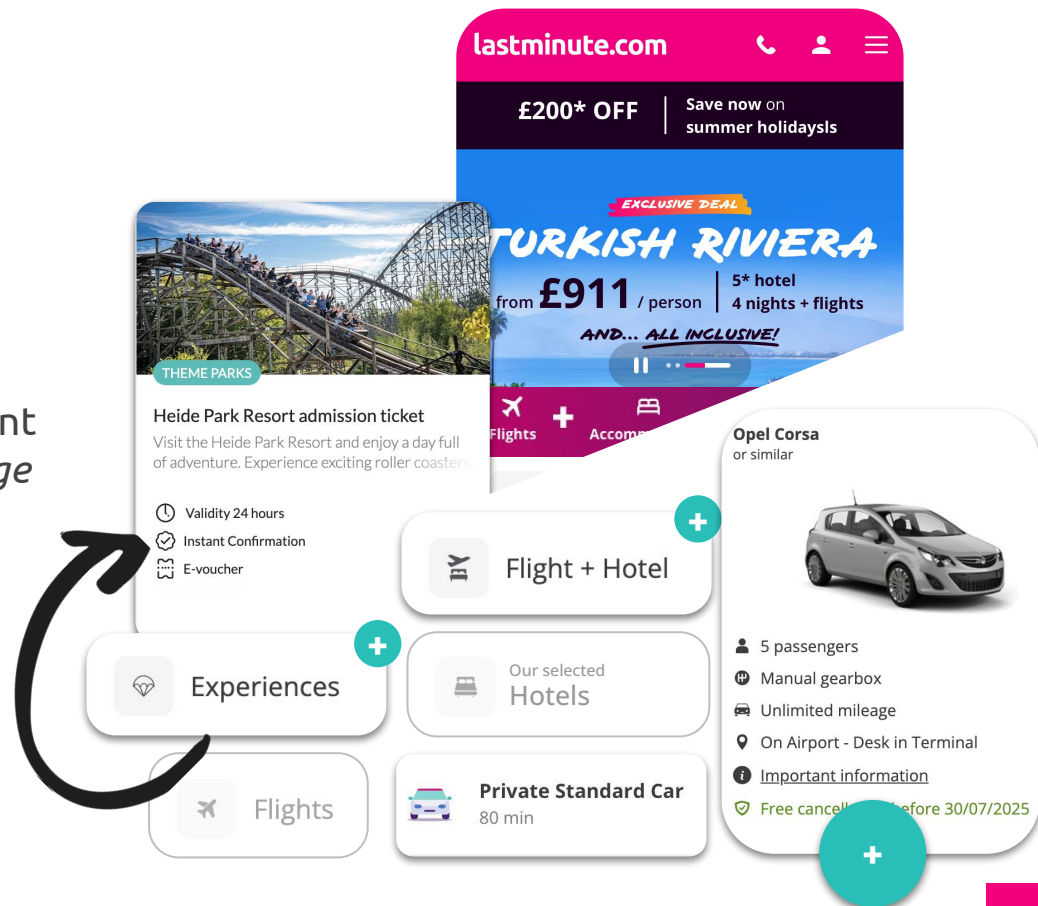 lastminute.com
£200* OFF
Save now on
summer holidaysls
EXCLUSIVE DEAL
TURKISH RIVIERA
from £911 / person
5* hotel
4 nights + flights
AND... ALL INCLUSIVE!
Flights
THEME PARKS
Heide Park Resort admission ticket
Visit the Heide Park Resort and enjoy a day full
of adventure. Experience exciting roller coasters
Validity 24 hours
Instant Confirmation
E-voucher
Flight + Hotel
Experiences
Our selected
Hotels
Flights
Private Standard Car
80 min
Opel Corsa
or similar
5 passengers
Manual gearbox
Unlimited mileage
On Airport - Desk in Terminal
Important information
Free before 30/07/2025